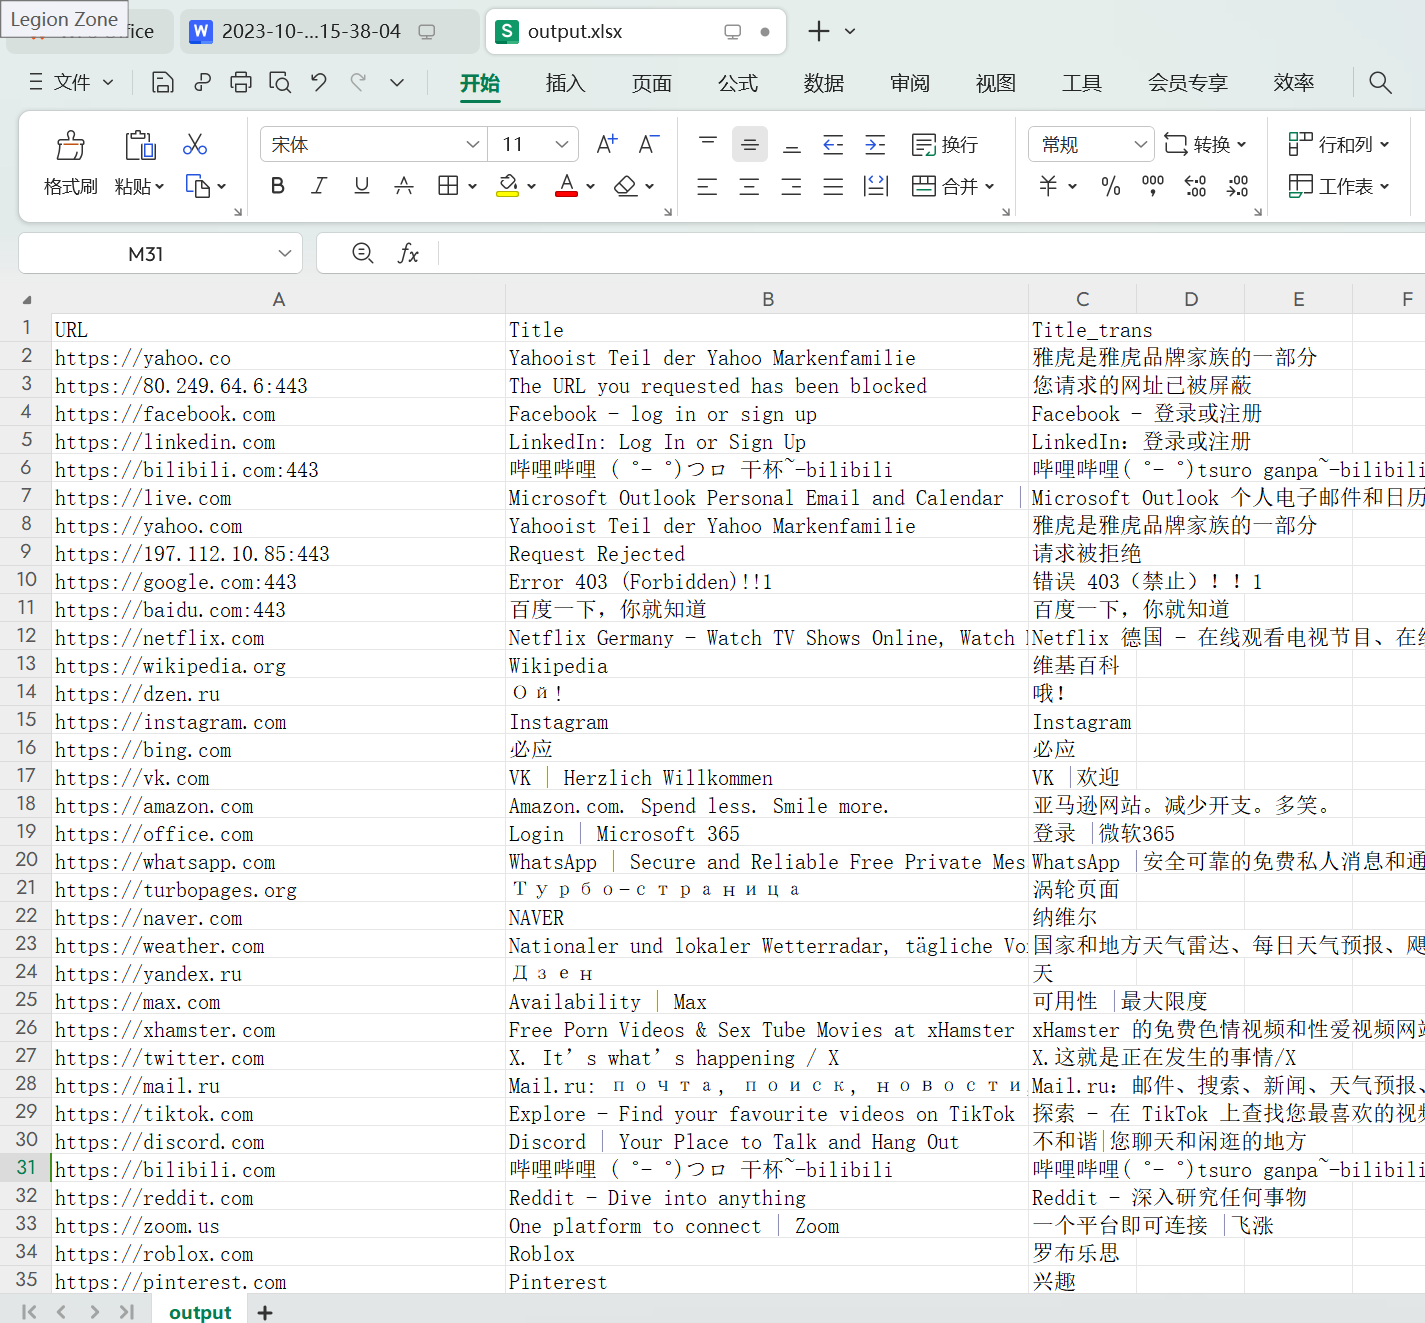 Legion Zone
Office
2023-10-...15-38-04
output.xlsx
文件
开始 插入 页面 公式 数据 审阅 视图 工具 会员专享 效率
格式刷 粘贴
宋体 11
换行
合并
常规
转换
行和列
工作表
M31
fx
A B C D E F
1 URL Title Title_trans
2 https://yahoo.co Yahooist Teil der Yahoo Markenfamilie 雅虎是雅虎品牌家族的一部分
3 https://80.249.64.6:443 The URL you requested has been blocked 您请求的网址已被屏蔽
4 https://facebook.com Facebook – log in or sign up Facebook – 登录或注册
5 https://linkedin.com LinkedIn: Log In or Sign Up LinkedIn: 登录或注册
6 https://bilibili.com:443 哔哩哔哩 ( ゜- ゜)つロ 干杯~-bilibili 哔哩哔哩( ゜- ゜)tsuro ganpa~-bilibili
7 https://live.com Microsoft Outlook Personal Email and Calendar | Microsoft Outlook 个人电子邮件和日历
8 https://yahoo.com Yahooist Teil der Yahoo Markenfamilie 雅虎是雅虎品牌家族的一部分
9 https://197.112.10.85:443 Request Rejected 请求被拒绝
10 https://google.com:443 Error 403 (Forbidden)!!1 错误 403（禁止）！！1
11 https://baidu.com:443 百度一下，你就知道 百度一下，你就知道
12 https://netflix.com Netflix Germany – Watch TV Shows Online, Watch Netflix 德国 – 在线观看电视节目、在线
13 https://wikipedia.org Wikipedia 维基百科
14 https://dzen.ru Ой! 哦!
15 https://instagram.com Instagram Instagram
16 https://bing.com 必应 必应
17 https://vk.com VK | Herzlich Willkommen VK |欢迎
18 https://amazon.com Amazon.com. Spend less. Smile more. 亚马逊网站。减少开支。多笑。
19 https://office.com Login | Microsoft 365 登录 |微软365
20 https://whatsapp.com WhatsApp | Secure and Reliable Free Private Mes WhatsApp |安全可靠的免费私人消息和通
21 https://turbopages.org Турбо-страница 涡轮页面
22 https://naver.com NAVER 纳维尔
23 https://weather.com Nationaler und lokaler Wetterradar, tägliche Vo 国家和地方天气雷达、每日天气预报、飓
24 https://yandex.ru Дзен 天
25 https://max.com Availability | Max 可用性 |最大限度
26 https://xhamster.com Free Porn Videos & Sex Tube Movies at xHamster xHamster 的免费色情视频和性爱视频网站
27 https://twitter.com X. It’s what’s happening / X X.这就是正在发生的事情/X
28 https://mail.ru Mail.ru: почта, поиск, новости Mail.ru: 邮件、搜索、新闻、天气预报、
29 https://tiktok.com Explore – Find your favourite videos on TikTok 探索 – 在 TikTok 上查找您最喜欢的视频
30 https://discord.com Discord | Your Place to Talk and Hang Out 不和谐|您聊天和闲逛的地方
31 https://bilibili.com 哔哩哔哩 ( ゜- ゜)つロ 干杯~-bilibili 哔哩哔哩( ゜- ゜)tsuro ganpa~-bilibili
32 https://reddit.com Reddit – Dive into anything Reddit – 深入研究任何事物
33 https://zoom.us One platform to connect | Zoom 一个平台即可连接 |飞涨
34 https://roblox.com Roblox 罗布乐思
35 https://pinterest.com Pinterest 兴趣
output